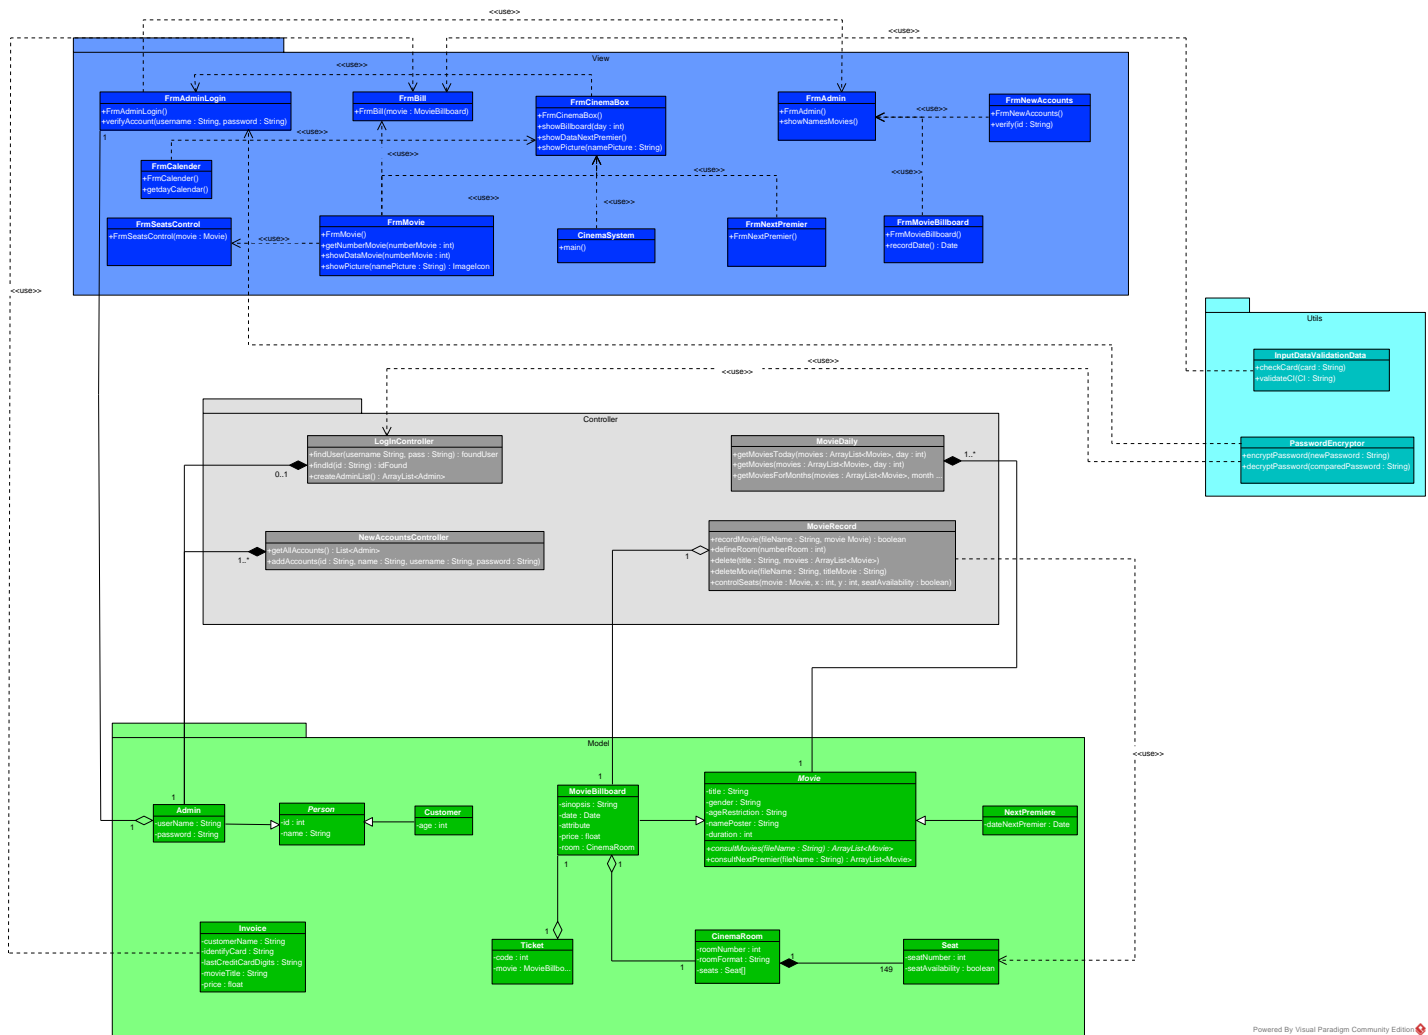 <<use>>
<<use>>
View
<<use>>
FrmAdminLogin
+FrmAdminLogin()
+verifyAccount(username : String, password : String)
1
FrmBill
+FrmBill(movie : MovieBillboard)
FrmCinemaBox
+FrmCinemaBox()
+showBillboard(day : int)
+showDataNextPremier()
+showPicture(namePicture : String)
FrmAdmin
+FrmAdmin()
+showNamesMovies()
<<use>>
FrmNewAccounts
+FrmNewAccounts()
+verify(id : String)
<<use>>
<<use>>
FrmCalender
+FrmCalender()
+getdayCalendar()
<<use>>
<<use>>
<<use>>
<<use>>
FrmSeatsControl
+FrmSeatsControl(movie : Movie)
<<use>>
FrmMovie
+FrmMovie()
+getNumberMovie(numberMovie : int)
+showDataMovie(numberMovie : int)
+showPicture(namePicture : String) : ImageIcon
CinemaSystem
+main()
FrmNextPremier
+FrmNextPremier()
FrmMovieBillboard
+FrmMovieBillboard()
+recordDate() : Date
<<use>>
Utils
InputDataValidationData
+checkCard(card : String)
+validateCI(CI : String)
<<use>>
<<use>>
PasswordEncryptor
+encryptPassword(newPassword : String)
+decryptPassword(comparedPassword : String)
Controller
LogInController
+findUser(username String, pass : String) : foundUser
+findId(id : String) : idFound
+createAdminList() : ArrayList<Admin>
0..1
MovieDaily
+getMoviesToday(movies : ArrayList<Movie>, day : int)
+getMovies(movies : ArrayList<Movie>, day : int)
+getMoviesForMonths(movies : ArrayList<Movie>, month ...
1..*
NewAccountsController
+getAllAccounts() : List<Admin>
+addAccounts(id : String, name : String, username : String, password : String)
1..*
MovieRecord
+recordMovie(fileName : String, movie Movie) : boolean
+defineRoom(numberRoom : int)
+delete(title : String, movies : ArrayList<Movie>)
+deleteMovie(fileName : String, titleMovie : String)
+controlSeats(movie : Movie, x : int, y : int, seatAvailability : boolean)
1
<<use>>
Model
1
1
1
Admin
-userName : String
-password : String
1
Person
-id : int
-name : String
Customer
-age : int
MovieBillboard
-sinopsis : String
-date : Date
-attribute
-price : float
-room : CinemaRoom
1
1
Movie
-title : String
-gender : String
-ageRestriction : String
-namePoster : String
-duration : int
+consultMovies(fileName : String) : ArrayList<Movie>
+consultNextPremier(fileName : String) : ArrayList<Movie>
NextPremiere
-dateNextPremier : Date
Invoice
-customerName : String
-identifyCard : String
-lastCreditCardDigits : String
-movieTitle : String
-price : float
1
Ticket
-code : int
-movie : MovieBillbo...
1
CinemaRoom
-roomNumber : int
-roomFormat : String
-seats : Seat[]
1
149
Seat
-seatNumber : int
-seatAvailability : boolean
Powered By Visual Paradigm Community Edition